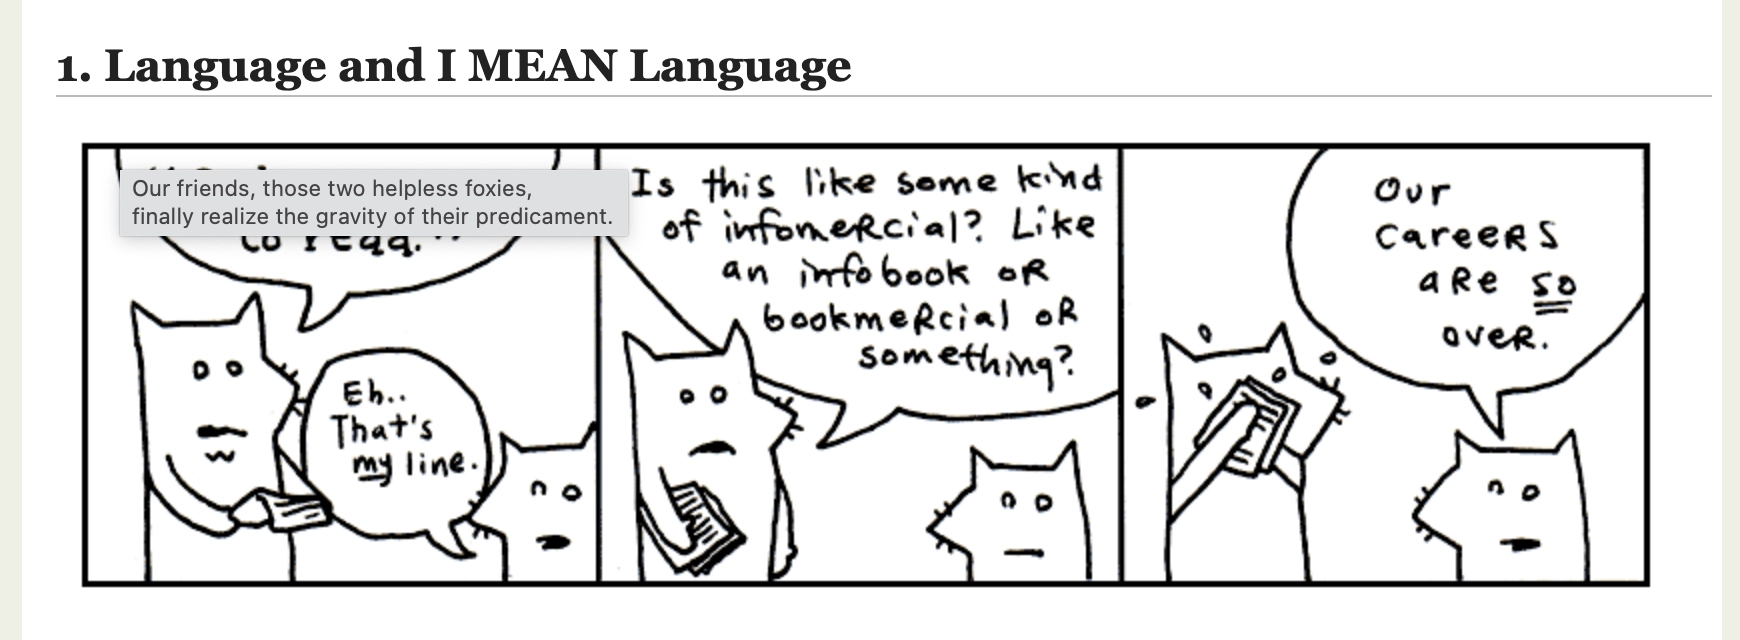 1. Language and I MEAN Language
Our friends, those two helpless foxies,
finally realize the gravity of their predicament.
to read."
Eh..
That's
my line.
Is this like some kind
of infomercial? Like
an infobook or
bookmercial or
something?
Our
careers
are so
over.